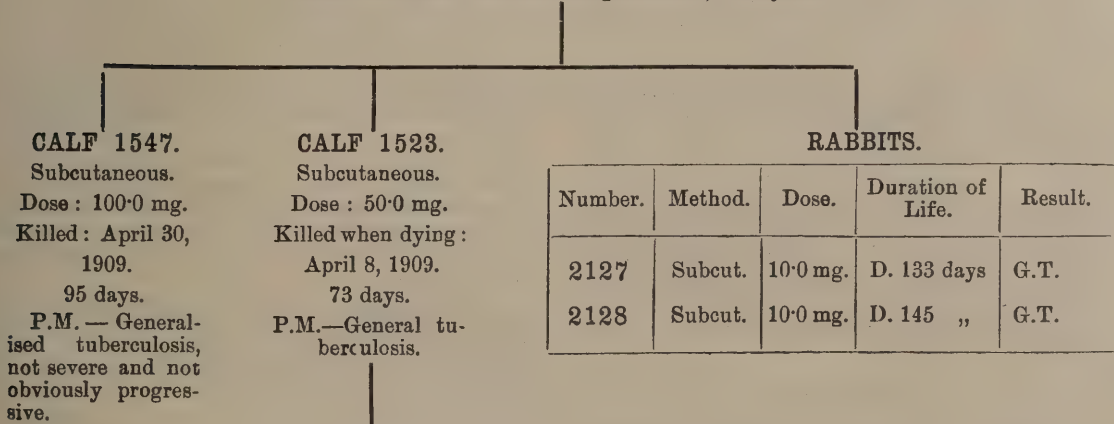 CALF 1547.
Subcutaneous.
Dose : 100·0 mg.
Killed : April 30,
1909.
95 days.
P.M. — General-
ised tuberculosis,
not severe and not
obviously progres-
sive.
CALF 1523.
Subcutaneous.
Dose : 50·0 mg.
Killed when dying :
April 8, 1909.
73 days.
P.M.—General tu-
berculosis.
RABBITS.
Number. Method. Dose. Duration of Life. Result.
2127 Subcut. 10·0 mg. D. 133 days G.T.
2128 Subcut. 10·0 mg. D. 145 „ G.T.